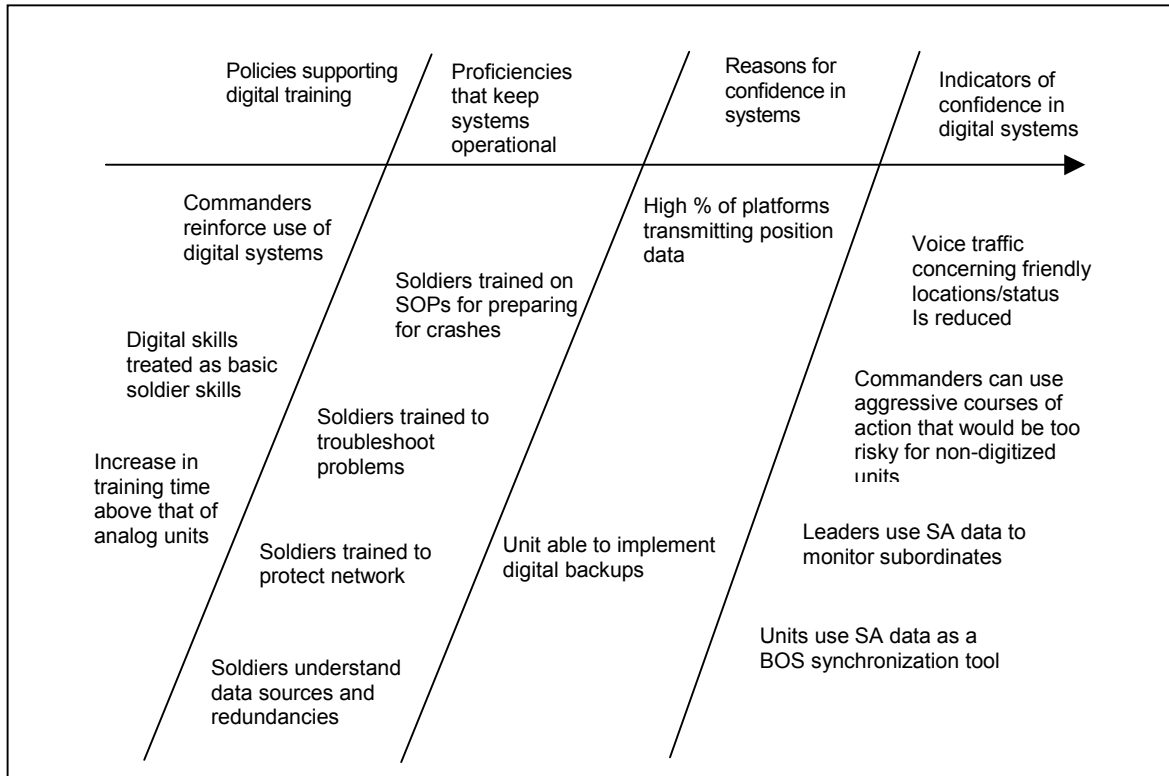 Policies supporting
digital training
Proficiencies
that keep
systems
operational
Reasons for
confidence in
systems
Indicators of
confidence in
digital systems
Commanders
reinforce use of
digital systems
Digital skills
treated as basic
soldier skills
Increase in
training time
above that of
analog units
Soldiers trained on
SOPs for preparing
for crashes
Soldiers trained to
troubleshoot
problems
Soldiers trained to
protect network
Soldiers understand
data sources and
redundancies
High % of platforms
transmitting position
data
Unit able to implement
digital backups
Voice traffic
concerning friendly
locations/status
Is reduced
Commanders can use
aggressive courses of
action that would be too
risky for non-digitized
units
Leaders use SA data to
monitor subordinates
Units use SA data as a
BOS synchronization tool